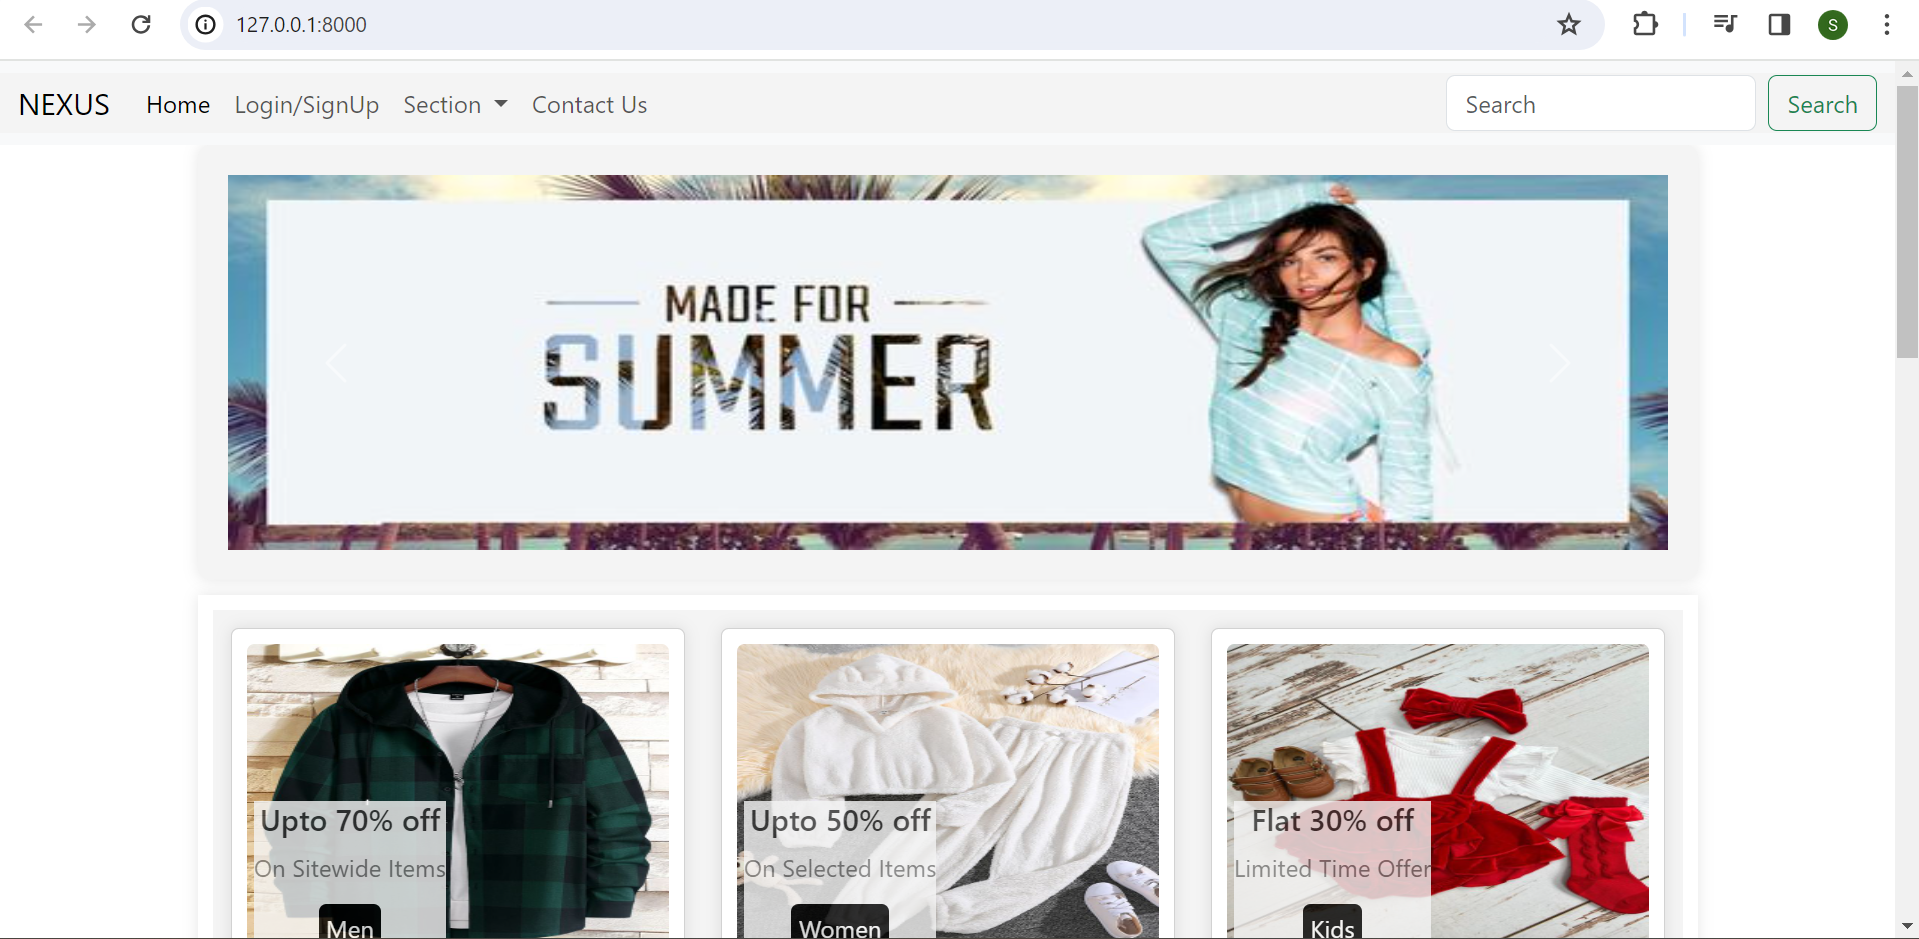 127.0.0.1:8000
S
NEXUS Home Login/SignUp Section Contact Us Search Search
MADE FOR
SUMMER
Upto 70% off
On Sitewide Items
Men
Upto 50% off
On Selected Items
Women
Flat 30% off
Limited Time Offer
Kids